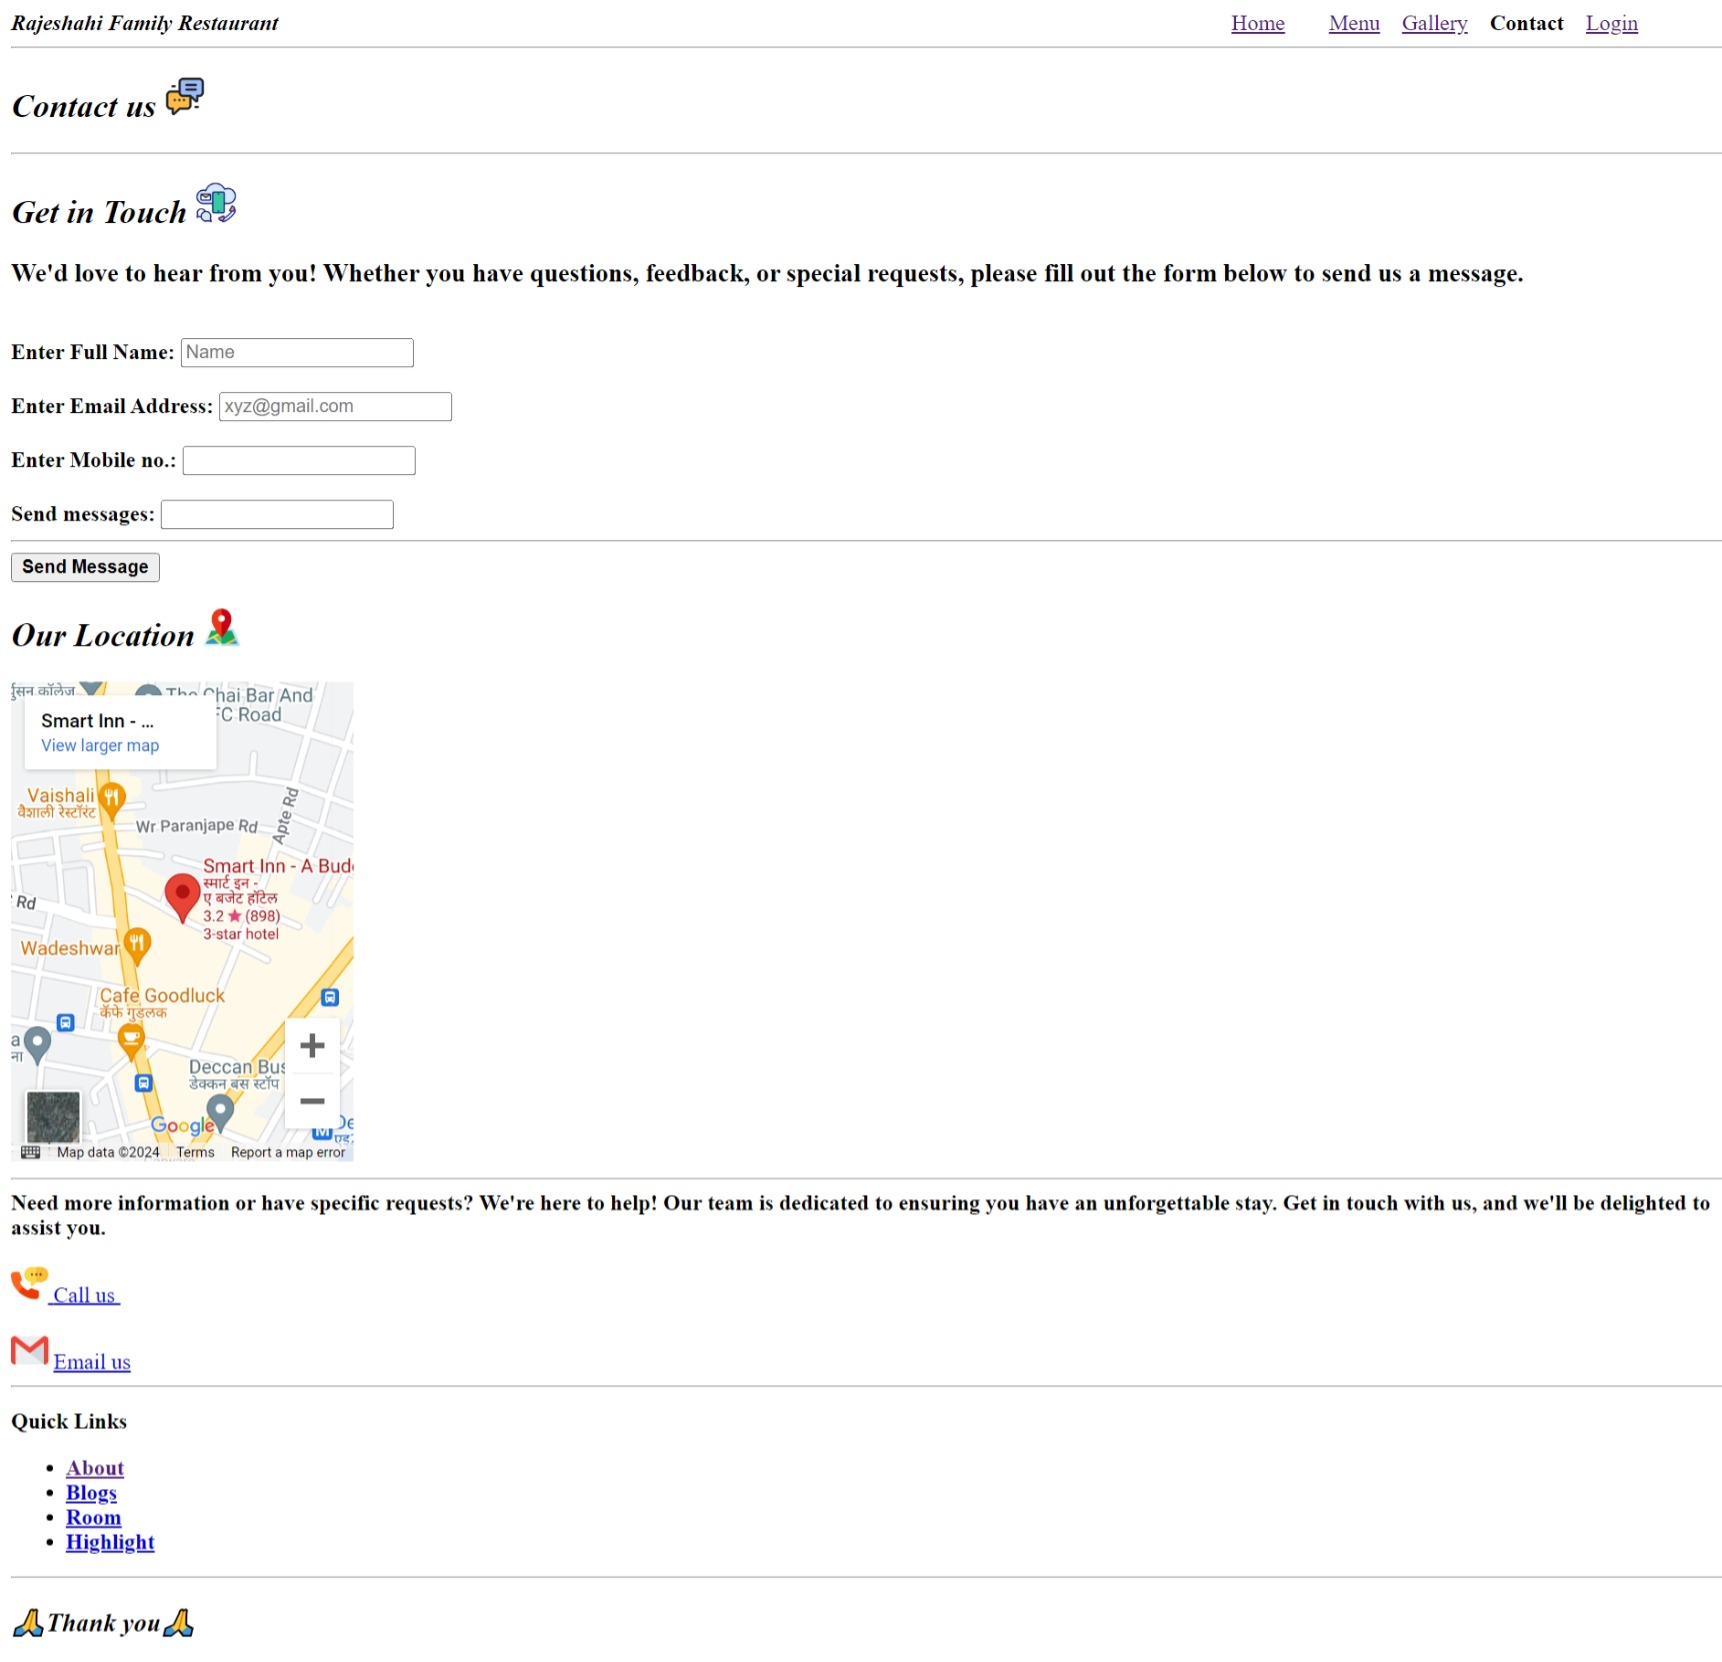 Rajeshahi Family Restaurant
Home Menu Gallery Contact Login
Contact us
Get in Touch
We'd love to hear from you! Whether you have questions, feedback, or special requests, please fill out the form below to send us a message.
Enter Full Name: Name
Enter Email Address: xyz@gmail.com
Enter Mobile no.:
Send messages:
Send Message
Our Location
कॉलेज
The Chai Bar And
FC Road
Smart Inn - ...
View larger map
Vaishali
वैशाली रेस्टॉरंट
Wr Paranjape Rd
Apte Rd
Smart Inn - A Bud
स्मार्ट इन -
ए बजेट हॉटेल
3.2 ★ (898)
3-star hotel
Rd
Wadeshwar
Cafe Goodluck
कॅफे गुडलक
a
ना
Deccan Bus
डेक्कन बस स्टॉप
De
Google
Map data ©2024 Terms Report a map error
Need more information or have specific requests? We're here to help! Our team is dedicated to ensuring you have an unforgettable stay. Get in touch with us, and we'll be delighted to
assist you.
Call us
Email us
Quick Links
About
Blogs
Room
Highlight
Thank you